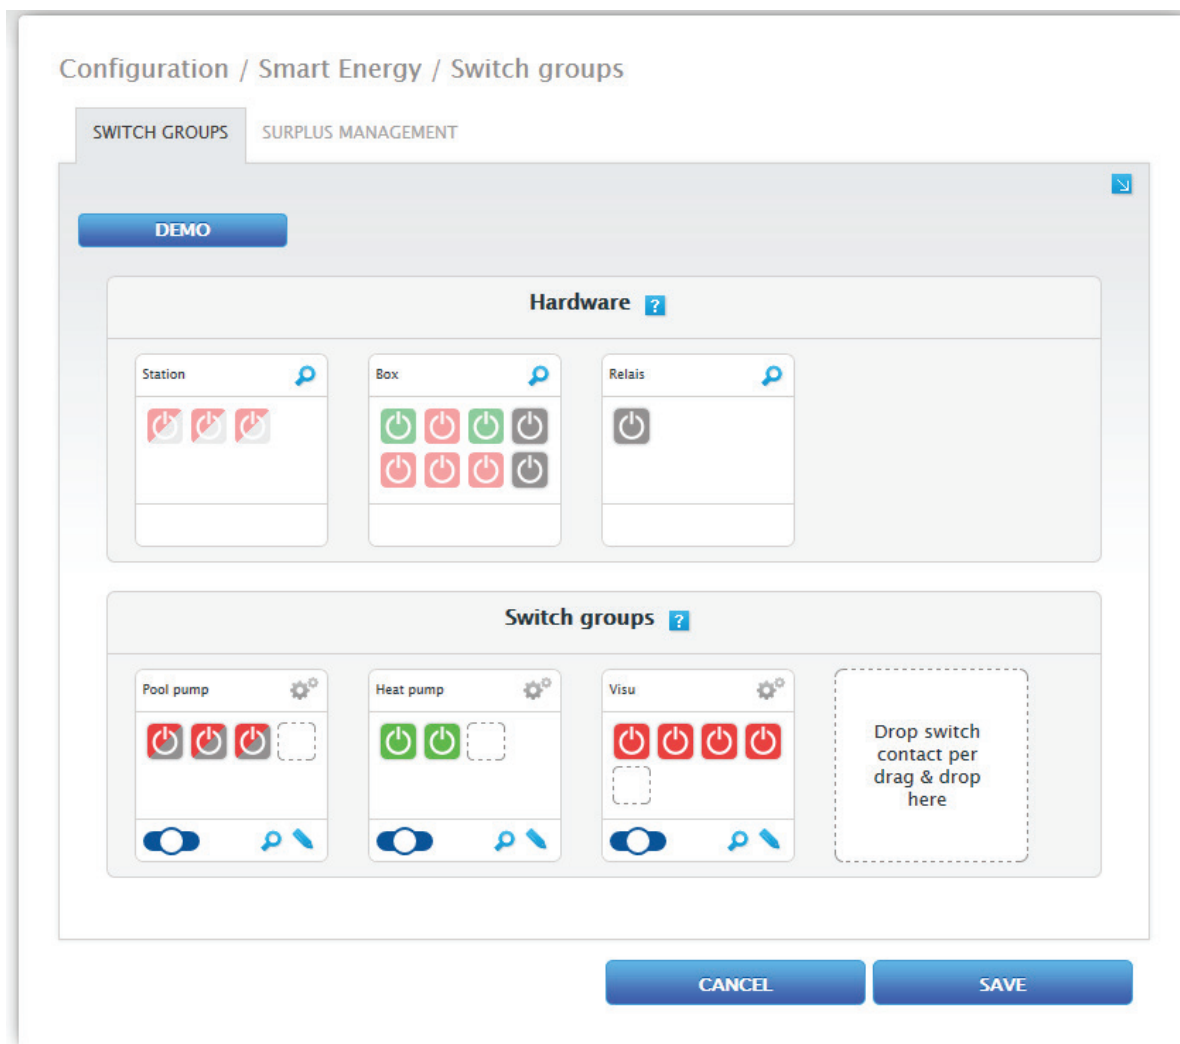 Configuration / Smart Energy / Switch groups
SWITCH GROUPS
SURPLUS MANAGEMENT
DEMO
Hardware ?
Station
Box
Relais
Switch groups ?
Pool pump
Heat pump
Visu
Drop switch
contact per
drag & drop
here
CANCEL
SAVE